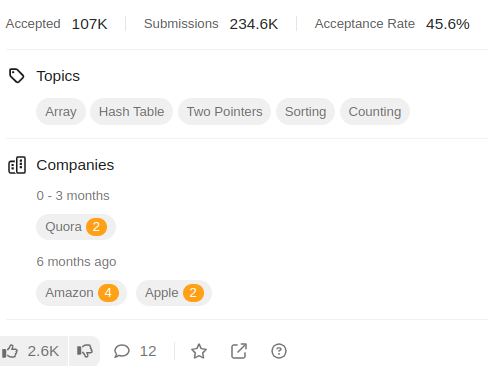 Accepted 107K Submissions 234.6K Acceptance Rate 45.6%
Topics
Array Hash Table Two Pointers Sorting Counting
Companies
0 - 3 months
Quora 2
6 months ago
Amazon 4 Apple 2
2.6K 12